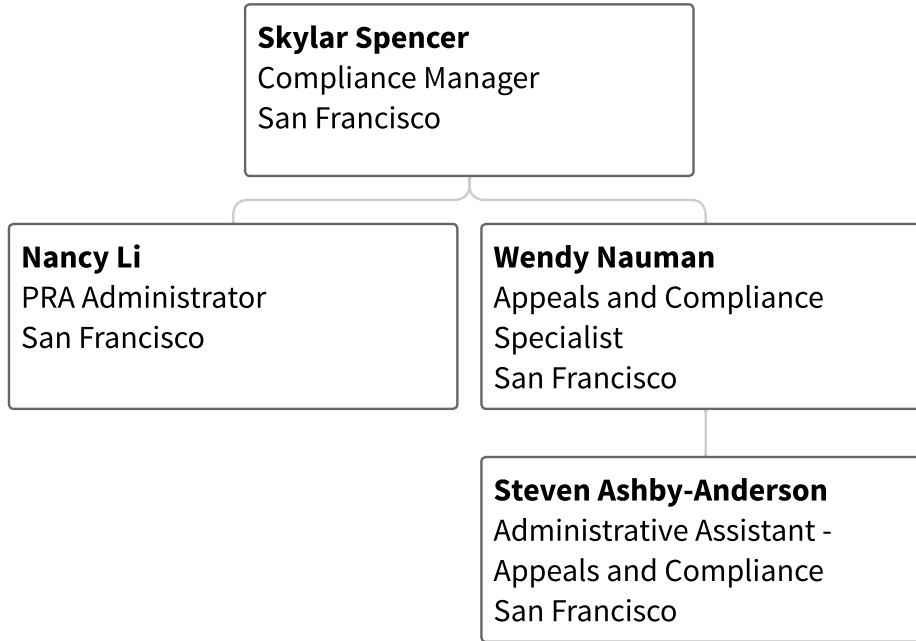 Skylar Spencer
Compliance Manager
San Francisco
Nancy Li
PRA Administrator
San Francisco
Wendy Nauman
Appeals and Compliance
Specialist
San Francisco
Steven Ashby-Anderson
Administrative Assistant -
Appeals and Compliance
San Francisco